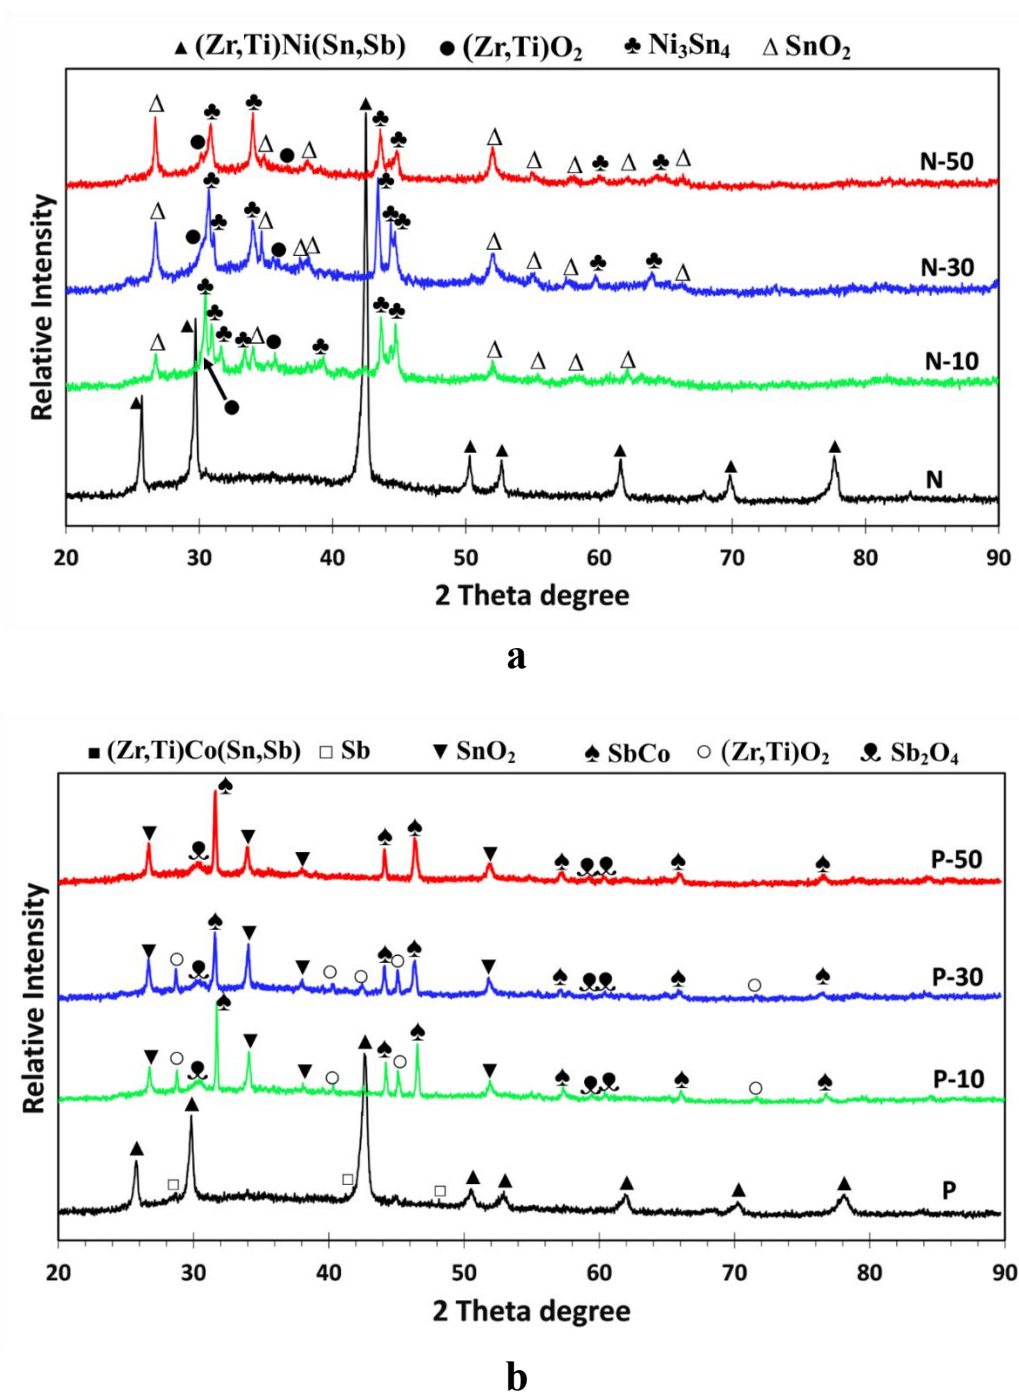 ▲ (Zr,Ti)Ni(Sn,Sb) ● (Zr,Ti)O₂ ♣ Ni₃Sn₄ Δ SnO₂
Relative Intensity
N-50
N-30
N-10
N
20 30 40 50 60 70 80 90
2 Theta degree
a
■ (Zr,Ti)Co(Sn,Sb) □ Sb ▼ SnO₂ ♠ SbCo ○ (Zr,Ti)O₂ Sb₂O₄
Relative Intensity
P-50
P-30
P-10
P
20 30 40 50 60 70 80 90
2 Theta degree
b